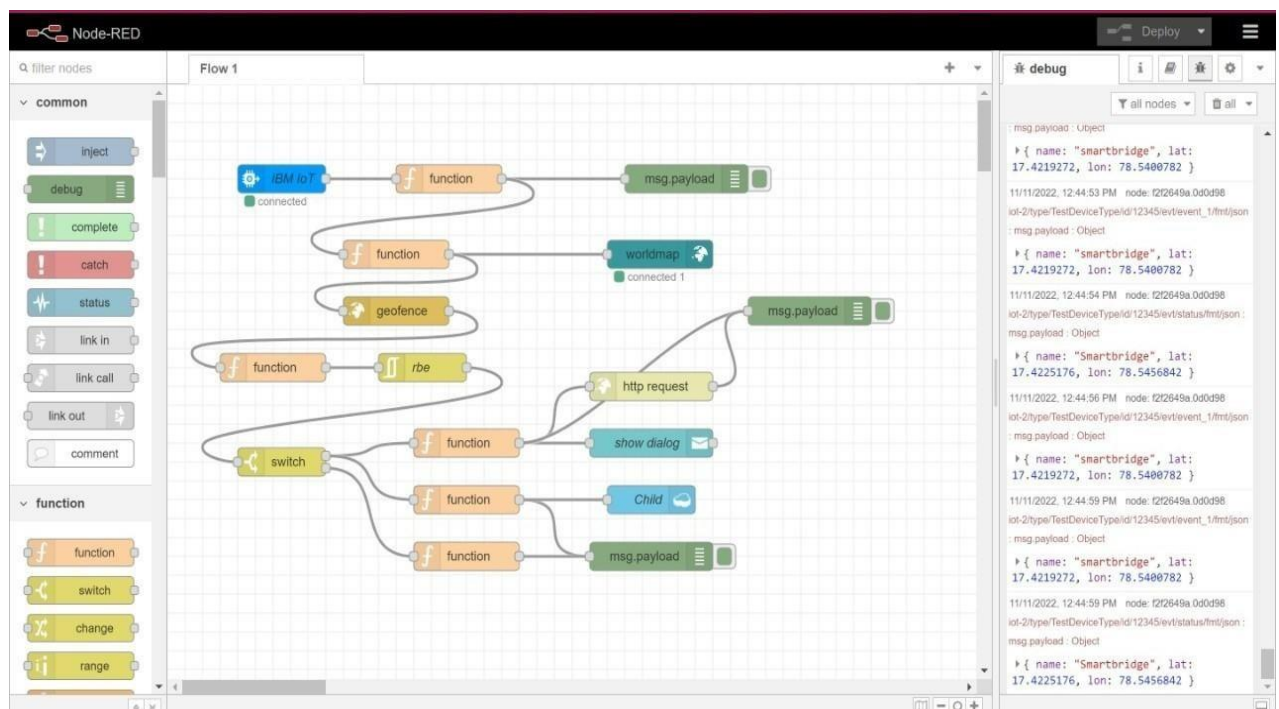 Node-RED
Deploy
filter nodes
Flow 1
debug
i
common
all nodes
all
inject
debug
complete
catch
status
link in
link call
link out
comment
function
function
switch
change
range
IBM IoT
connected
function
msg.payload
function
worldmap
connected 1
geofence
msg.payload
function
rbe
http request
function
show dialog
switch
function
Child
function
msg.payload
: msg.payload : Object
{ name: "smartbridge", lat:
17.4219272, lon: 78.5400782 }
11/11/2022, 12:44:53 PM node: f2f2649a.0d0d98
iot-2/type/TestDeviceType/id/12345/evt/event_1/fmt/json
: msg.payload : Object
{ name: "smartbridge", lat:
17.4219272, lon: 78.5400782 }
11/11/2022, 12:44:54 PM node: f2f2649a.0d0d98
iot-2/type/TestDeviceType/id/12345/evt/status/fmt/json :
msg.payload : Object
{ name: "Smartbridge", lat:
17.4225176, lon: 78.5456842 }
11/11/2022, 12:44:56 PM node: f2f2649a.0d0d98
iot-2/type/TestDeviceType/id/12345/evt/event_1/fmt/json
: msg.payload : Object
{ name: "smartbridge", lat:
17.4219272, lon: 78.5400782 }
11/11/2022, 12:44:59 PM node: f2f2649a.0d0d98
iot-2/type/TestDeviceType/id/12345/evt/event_1/fmt/json
: msg.payload : Object
{ name: "smartbridge", lat:
17.4219272, lon: 78.5400782 }
11/11/2022, 12:44:59 PM node: f2f2649a.0d0d98
iot-2/type/TestDeviceType/id/12345/evt/status/fmt/json :
msg.payload : Object
{ name: "Smartbridge", lat:
17.4225176, lon: 78.5456842 }